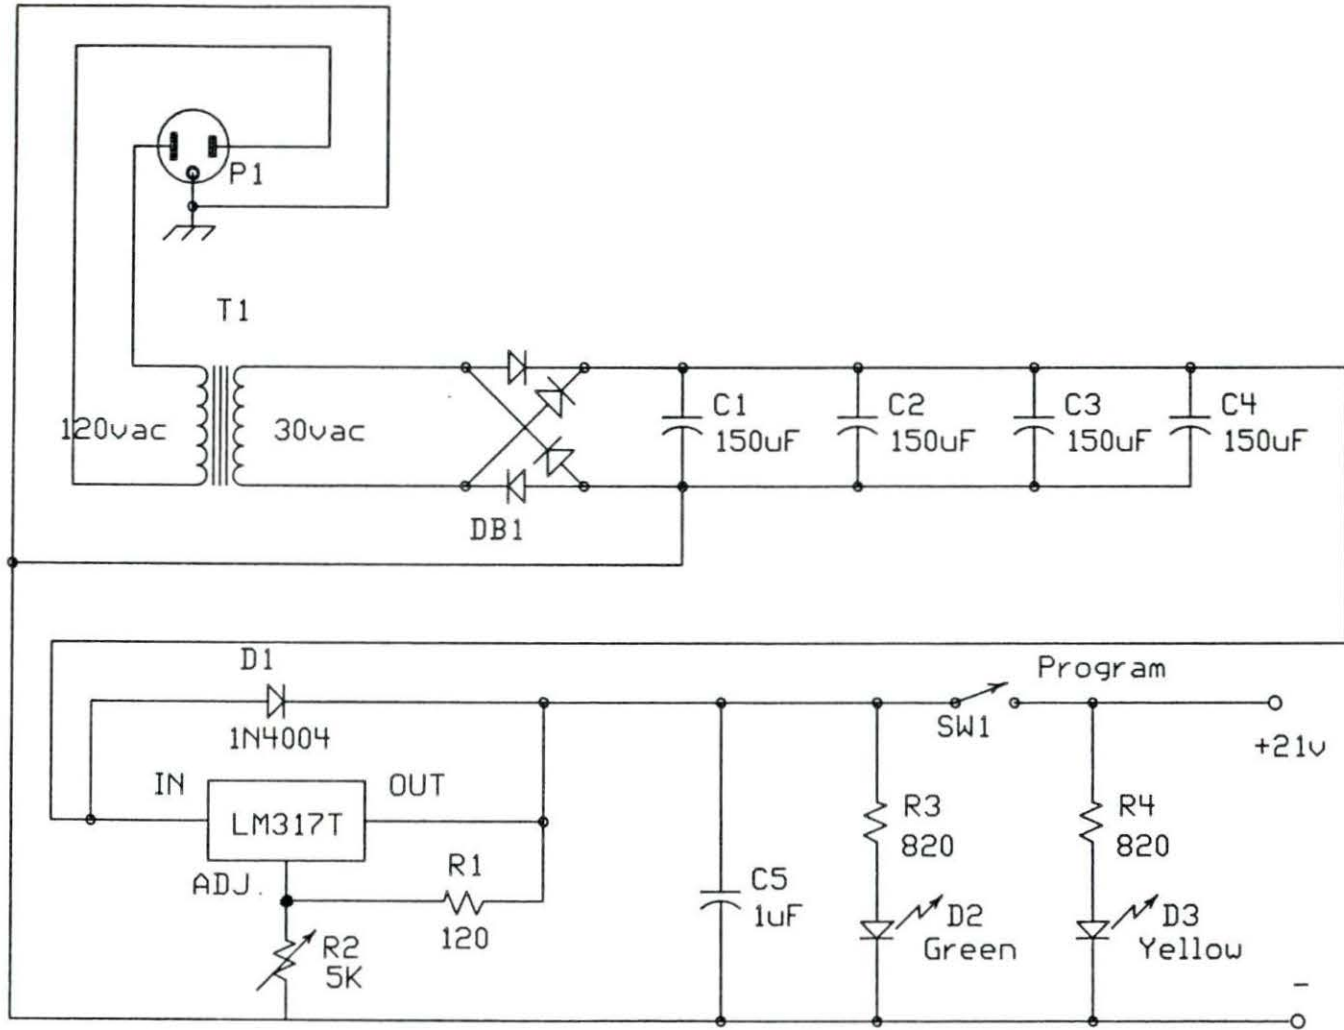 P1
T1
120vac
30vac
DB1
C1
150uF
C2
150uF
C3
150uF
C4
150uF
D1
1N4004
IN
OUT
LM317T
ADJ.
R1
120
R2
5K
C5
1uF
R3
820
D2
Green
Program
SW1
R4
820
D3
Yellow
+21v
-